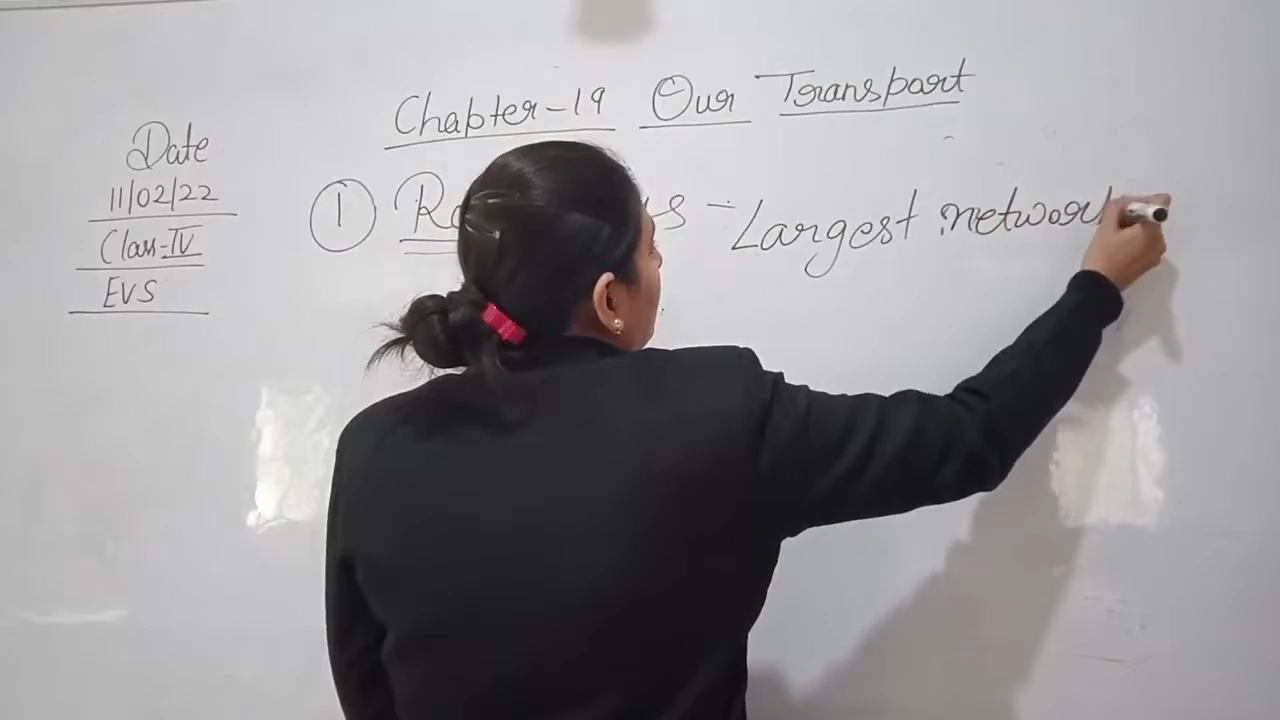 Chapter-19 Our Transport
Date
11/02/22
Class-IV
EVS
1 - Largest network